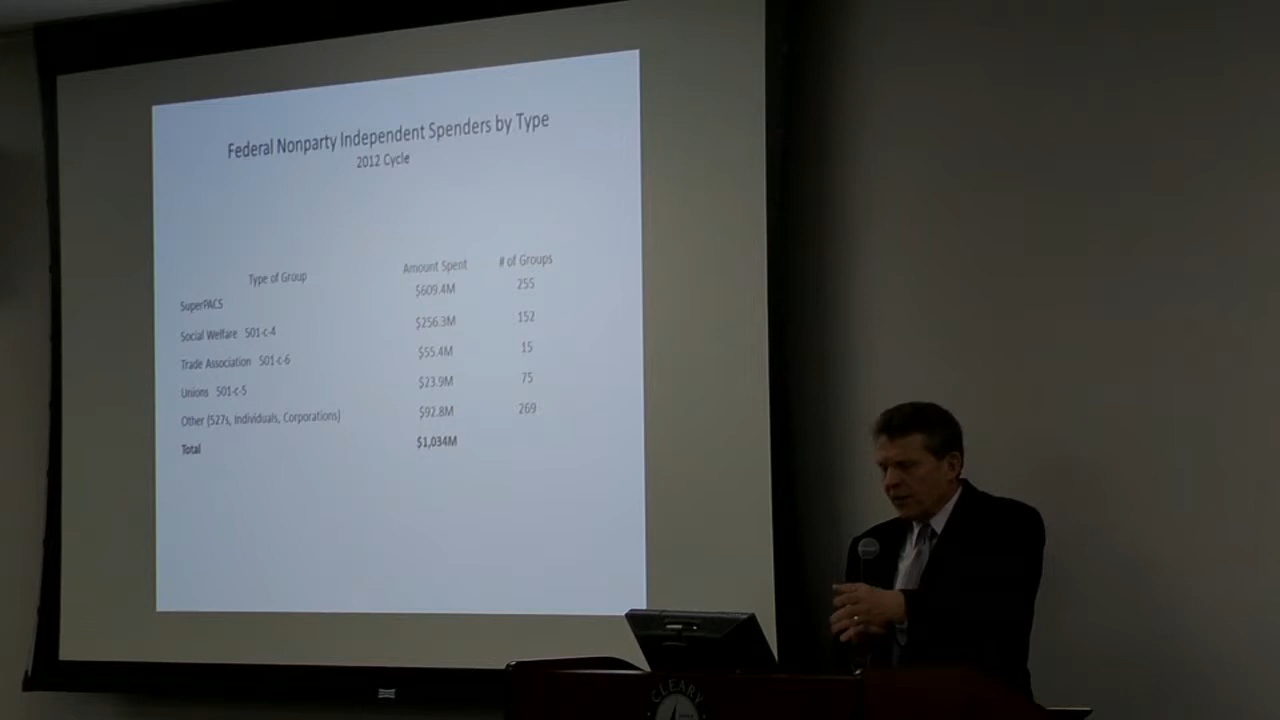 Federal Nonparty Independent Spenders by Type
2012 Cycle
Type of Group Amount Spent # of Groups
SuperPACS $609.4M 255
Social Welfare 501-c-4 $256.3M 152
Trade Association 501-c-6 $55.4M 15
Unions 501-c-5 $23.9M 75
Other (527s, Individuals, Corporations) $92.8M 269
Total $1,034M
CLEARY